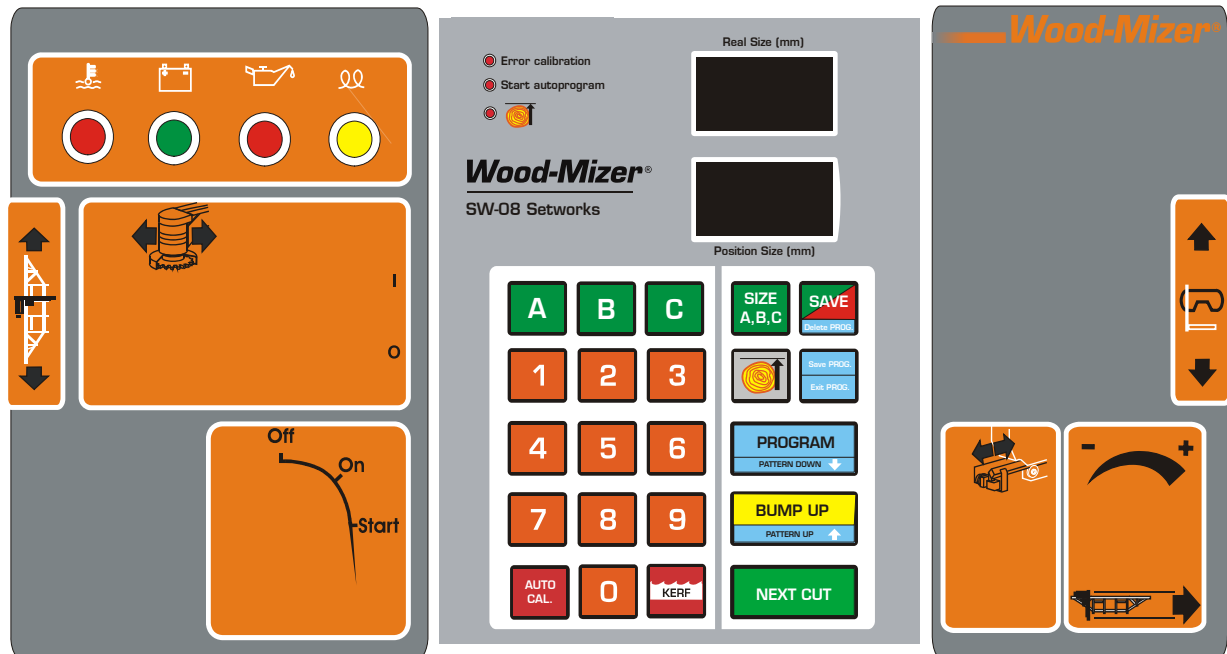 I
O
Off
On
Start
Error calibration
Start autoprogram
Real Size (mm)
Wood-Mizer®
SW-08 Setworks
Position Size (mm)
A
B
C
SIZE
A,B,C
SAVE
Delete PROG.
1
2
3
Save PROG.
Exit PROG.
4
5
6
PROGRAM
PATTERN DOWN
7
8
9
BUMP UP
PATTERN UP
AUTO
CAL.
0
KERF
NEXT CUT
Wood-Mizer®
-
+